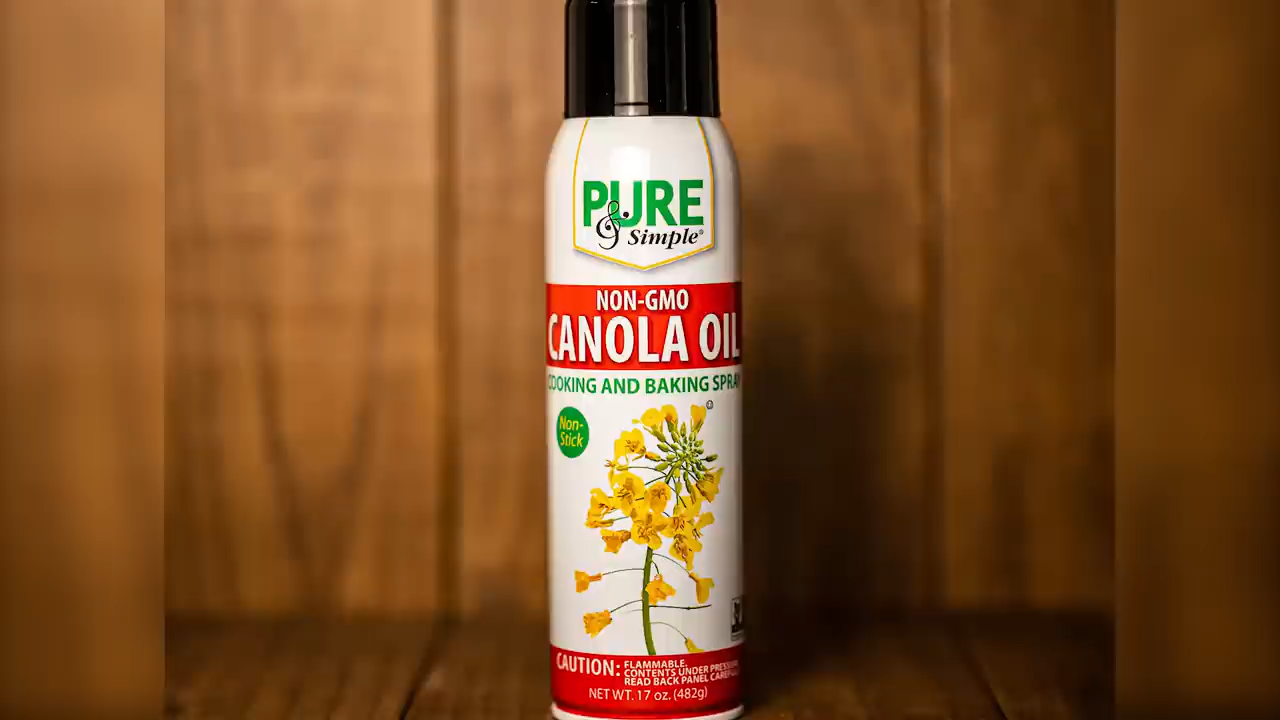 PURE
& Simple®
NON-GMO
CANOLA OIL
COOKING AND BAKING SPRAY
Non-
Stick
CAUTION: FLAMMABLE.
CONTENTS UNDER PRESSURE
READ BACK PANEL CAREFULLY
NET WT. 17 oz. (482g)